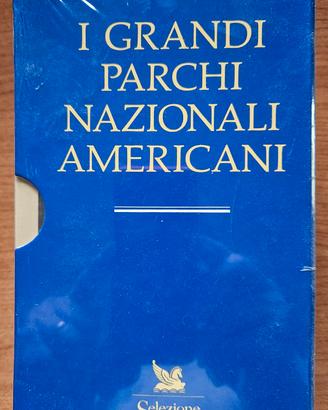 I GRANDI
PARCHI
NAZIONALI
AMERICANI
Selezione